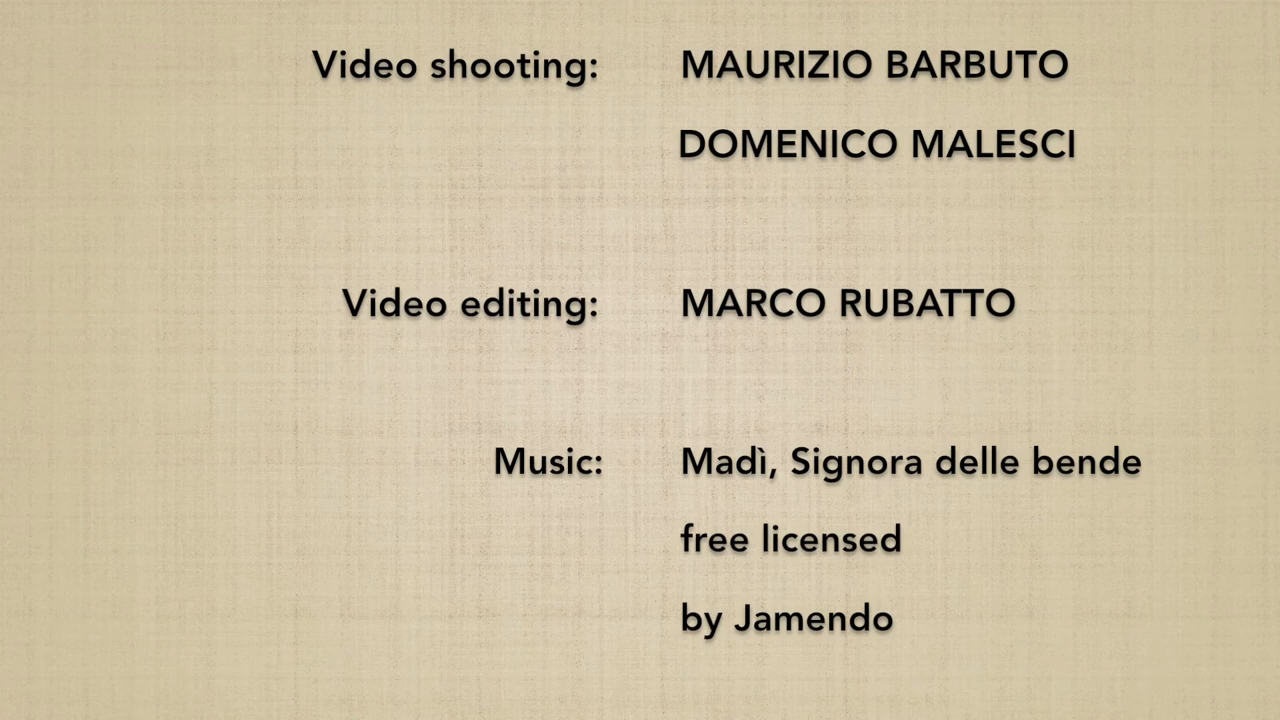 Video shooting: MAURIZIO BARBUTO
DOMENICO MALESCI
Video editing: MARCO RUBATTO
Music: Madì, Signora delle bende
free licensed
by Jamendo